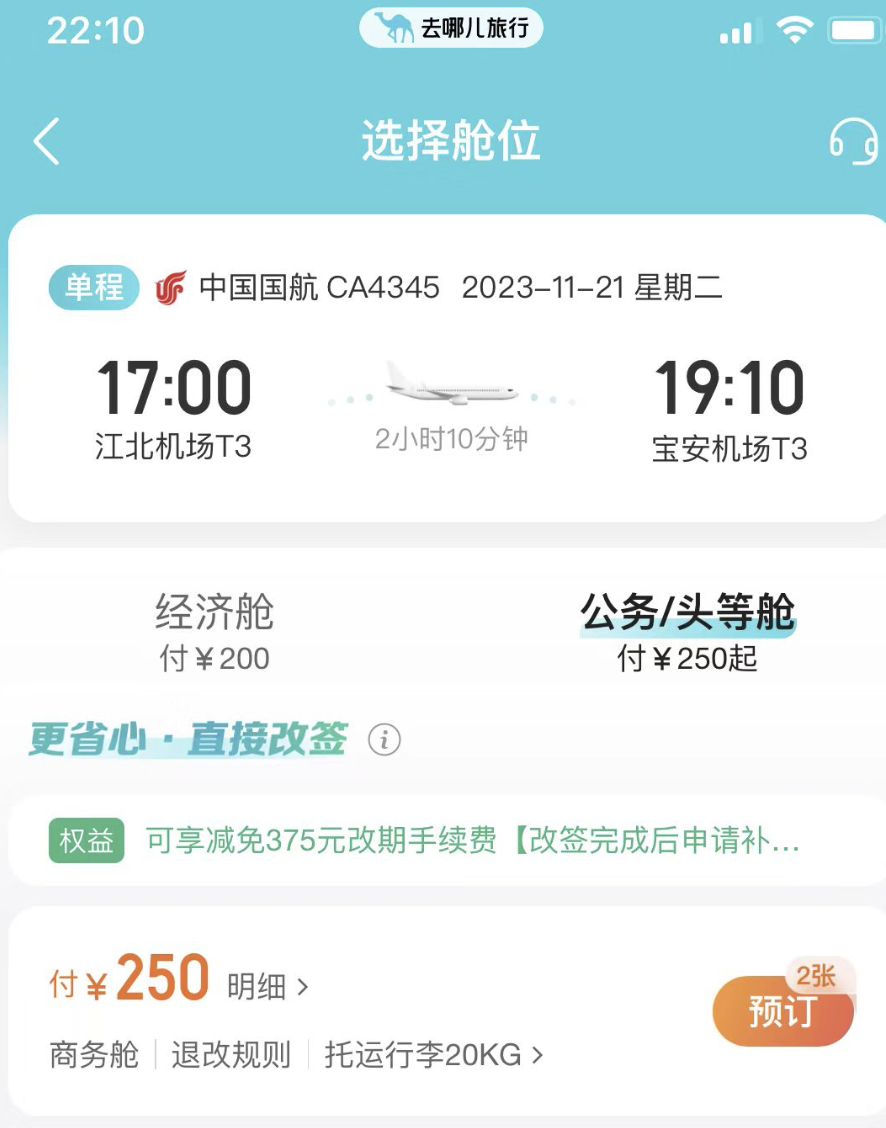 22:10 去哪儿旅行
选择舱位
单程 中国国航 CA4345 2023-11-21 星期二
17:00 19:10
2小时10分钟
江北机场T3 宝安机场T3
经济舱 公务/头等舱
付¥200 付¥250起
更省心·直接改签
权益 可享减免375元改期手续费【改签完成后申请补...
2张
付¥250 明细 > 预订
商务舱 | 退改规则 | 托运行李20KG >